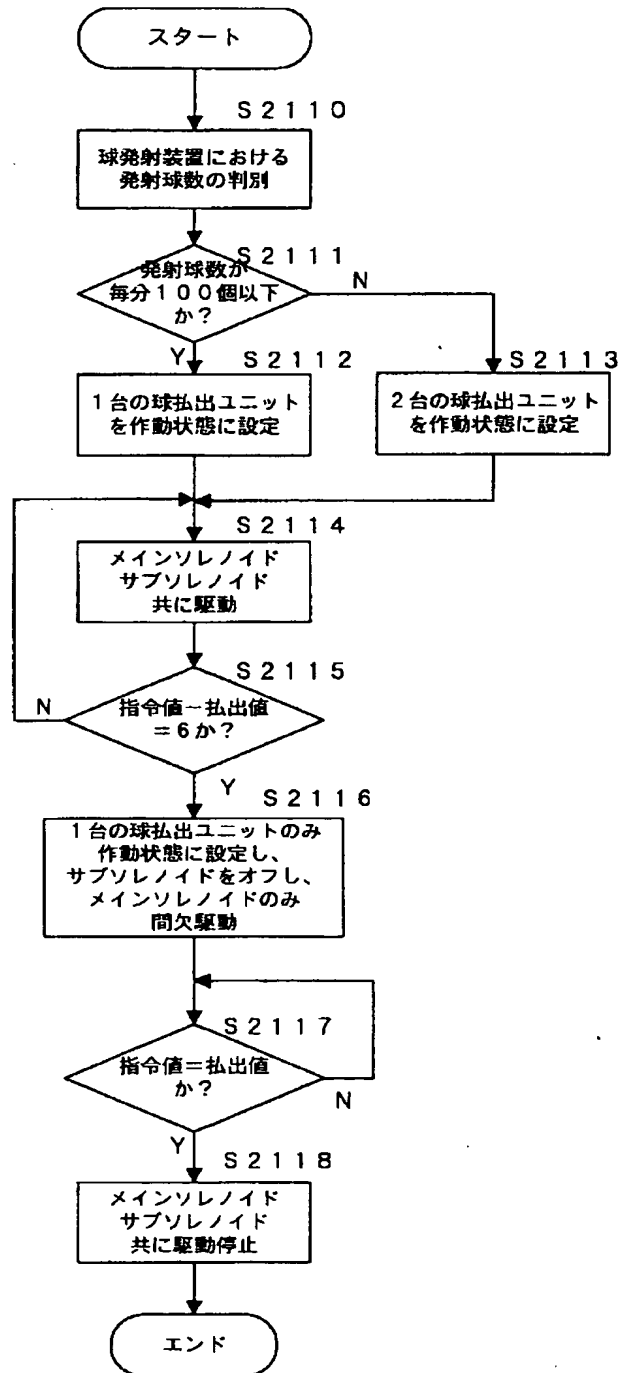 スタート
S2110
球発射装置における
発射球数の判別
S2111
発射球数が
毎分100個以下
か?
N
Y
S2112
1台の球払出ユニット
を作動状態に設定
S2113
2台の球払出ユニット
を作動状態に設定
S2114
メインソレノイド
サブソレノイド
共に駆動
S2115
指令値-払出値
=6か?
N
Y
S2116
1台の球払出ユニットのみ
作動状態に設定し、
サブソレノイドをオフし、
メインソレノイドのみ
間欠駆動
S2117
指令値=払出値
か?
N
Y
S2118
メインソレノイド
サブソレノイド
共に駆動停止
エンド